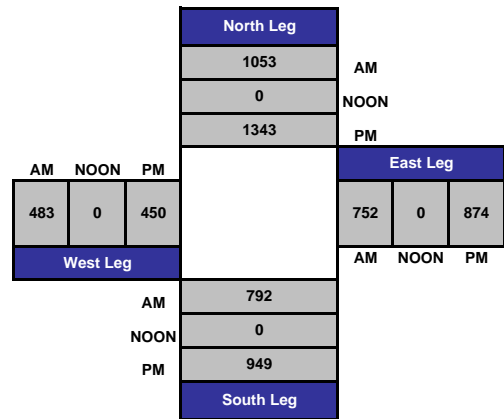 North Leg
1053 AM
0 NOON
1343 PM
AM NOON PM
East Leg
483 0 450
752 0 874
West Leg
AM NOON PM
AM 792
NOON 0
PM 949
South Leg